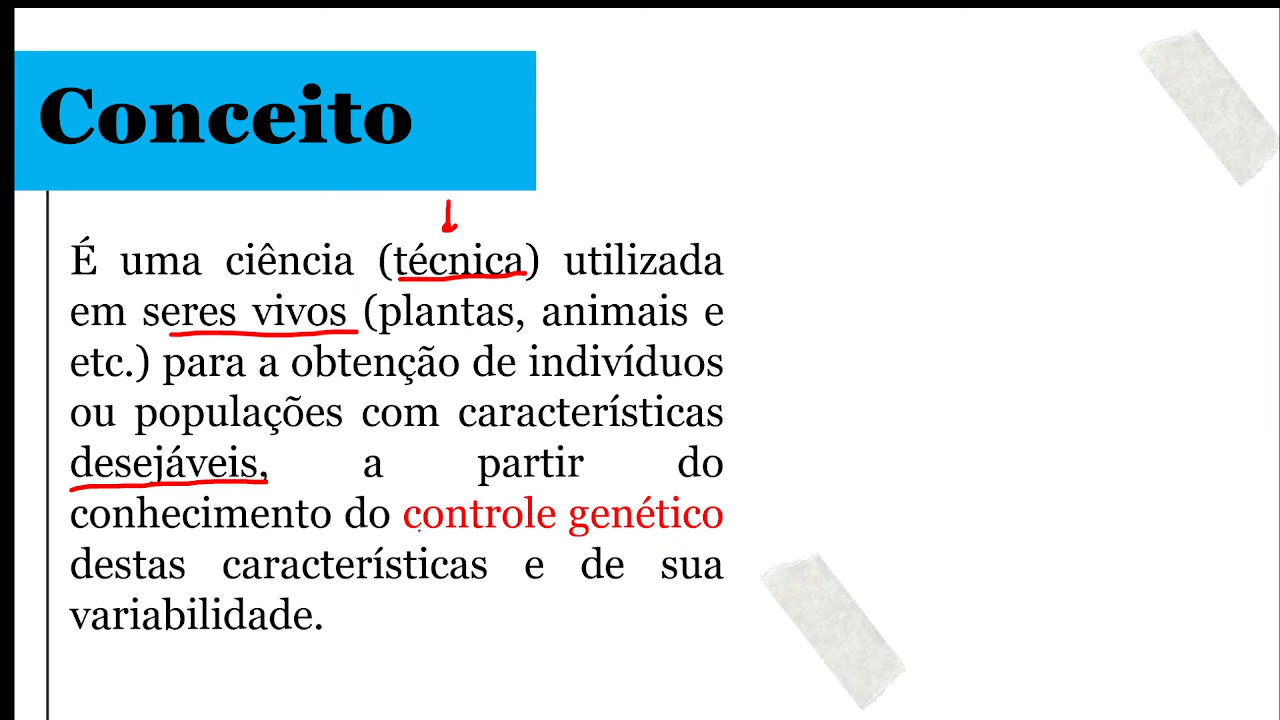 Conceito
É uma ciência (técnica) utilizada
em seres vivos (plantas, animais e
etc.) para a obtenção de indivíduos
ou populações com características
desejáveis, a partir do
conhecimento do controle genético
destas características e de sua
variabilidade.